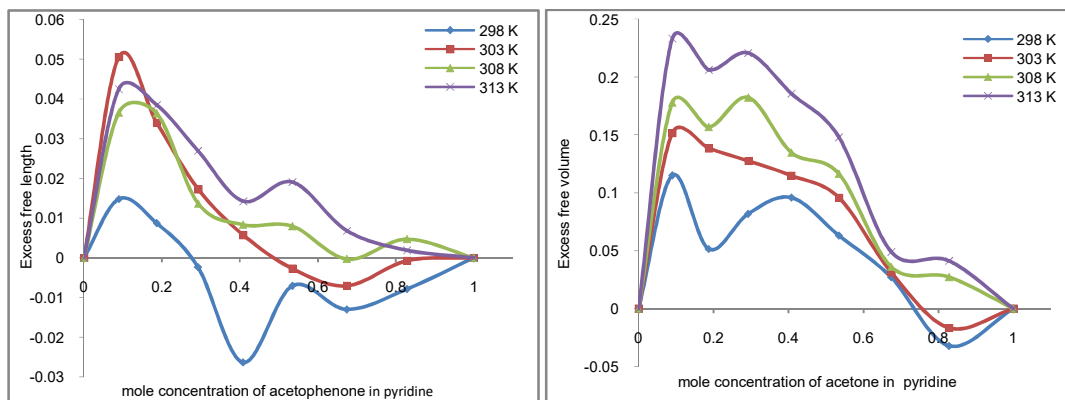 0.06
0.05
0.04
0.03
0.02
0.01
0
-0.01
-0.02
-0.03
Excess free length
0 0.2 0.4 0.6 0.8 1
mole concentration of acetophenone in pyridine
298 K
303 K
308 K
313 K
0.25
0.2
0.15
0.1
0.05
0
-0.05
Excess free volume
0 0.2 0.4 0.6 0.8 1
mole concentration of acetone in pyridine
298 K
303 K
308 K
313 K